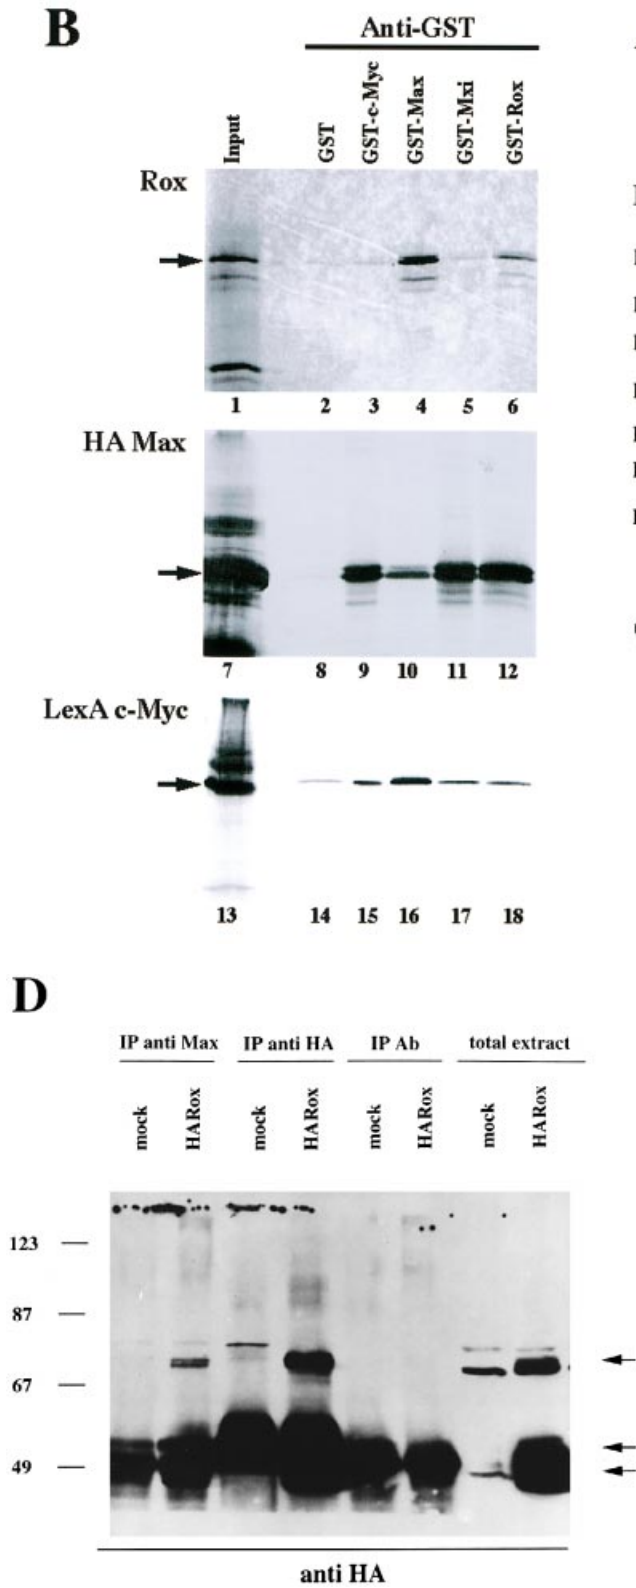 B
Anti-GST
Input
GST
GST-c-Myc
GST-Max
GST-Mxi
GST-Rox
Rox
1 2 3 4 5 6
HA Max
7 8 9 10 11 12
LexA c-Myc
13 14 15 16 17 18
D
IP anti Max IP anti HA IP Ab total extract
mock HARox mock HARox mock HARox mock HARox
123
87
67
49
anti HA